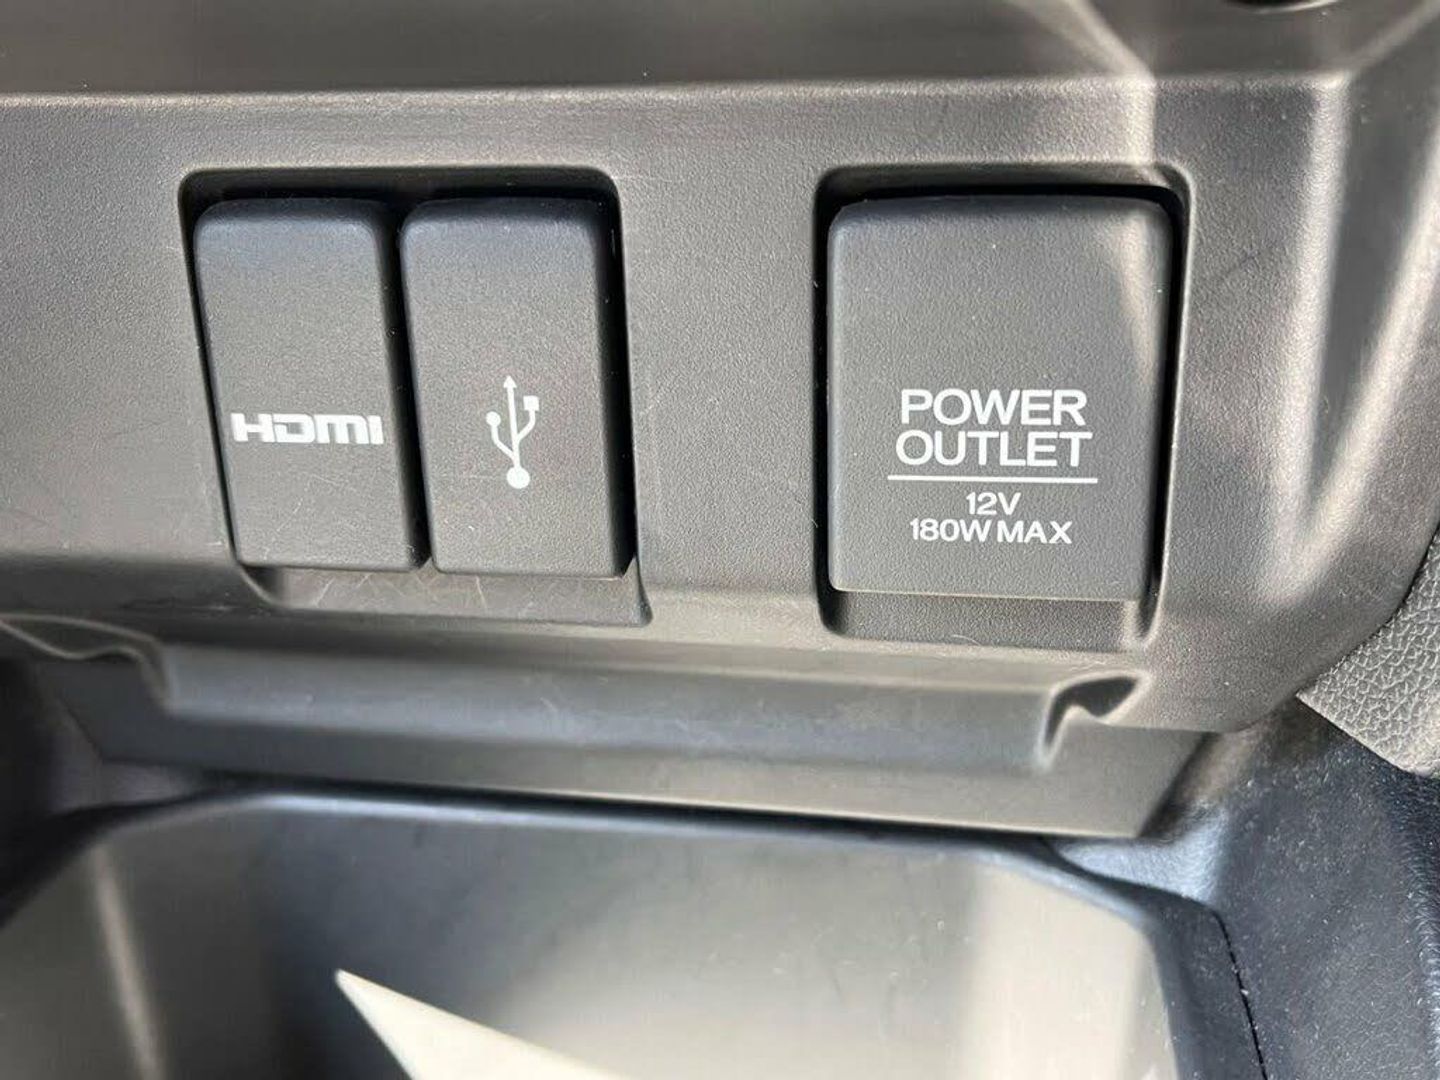 HDMI
POWER
OUTLET
12V
180W MAX